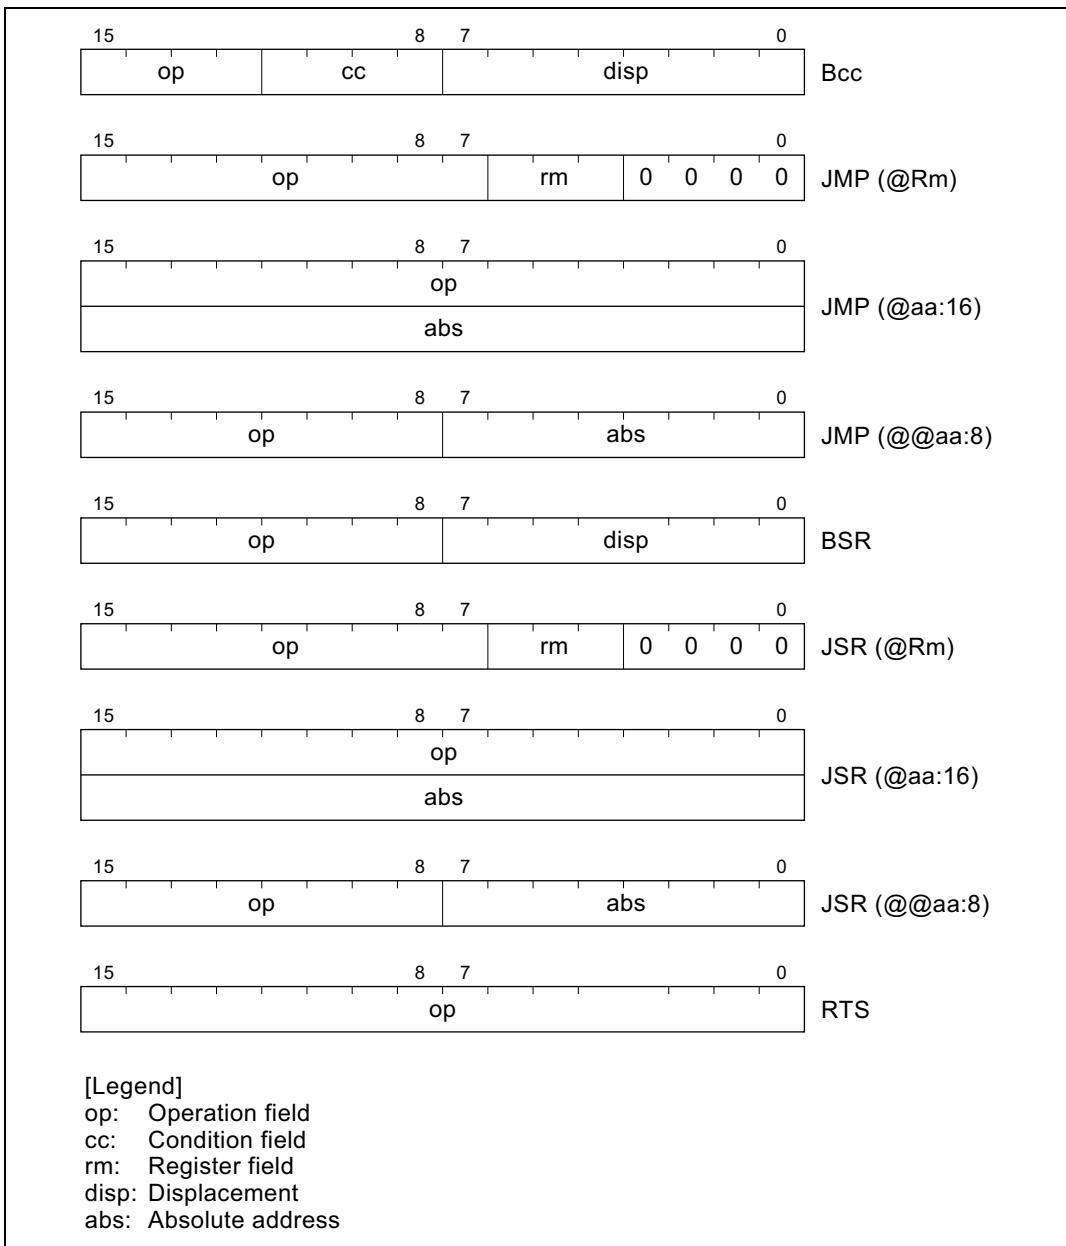 15 8 7 0
op cc disp Bcc
15 8 7 0
op rm 0 0 0 0 JMP (@Rm)
15 8 7 0
op
JMP (@aa:16)
abs
15 8 7 0
op abs JMP (@@aa:8)
15 8 7 0
op disp BSR
15 8 7 0
op rm 0 0 0 0 JSR (@Rm)
15 8 7 0
op
JSR (@aa:16)
abs
15 8 7 0
op abs JSR (@@aa:8)
15 8 7 0
op RTS
[Legend]
op: Operation field
cc: Condition field
rm: Register field
disp: Displacement
abs: Absolute address